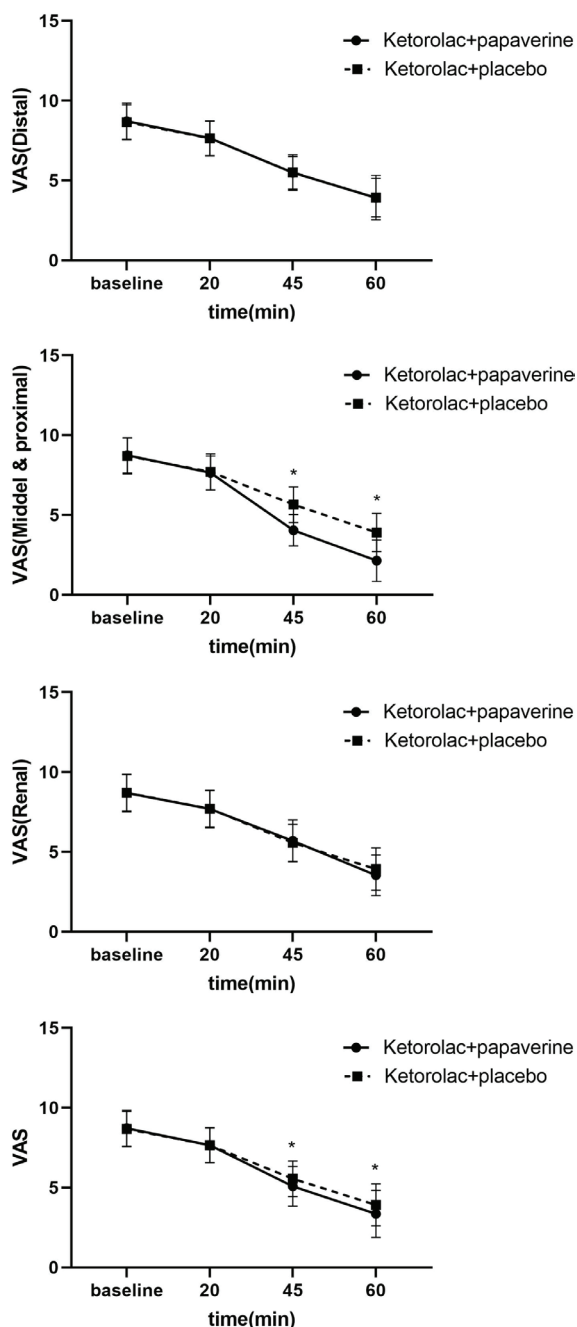 Ketorolac+papaverine
Ketorolac+placebo
VAS(Distal)
15
10
5
0
baseline 20 45 60
time(min)
Ketorolac+papaverine
Ketorolac+placebo
VAS(Middel & proximal)
15
10
5
0
* *
baseline 20 45 60
time(min)
Ketorolac+papaverine
Ketorolac+placebo
VAS(Renal)
15
10
5
0
baseline 20 45 60
time(min)
Ketorolac+papaverine
Ketorolac+placebo
VAS
15
10
5
0
* *
baseline 20 45 60
time(min)